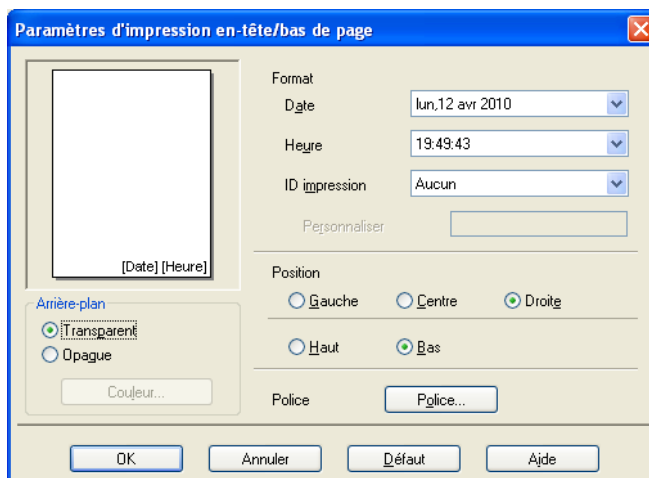 Paramètres d'impression en-tête/bas de page
[Date] [Heure]
Arrière-plan
Transparent
Opaque
Couleur...
Format
Date lun,12 avr 2010
Heure 19:49:43
ID impression Aucun
Personnaliser
Position
Gauche Centre Droite
Haut Bas
Police Police...
OK Annuler Défaut Aide